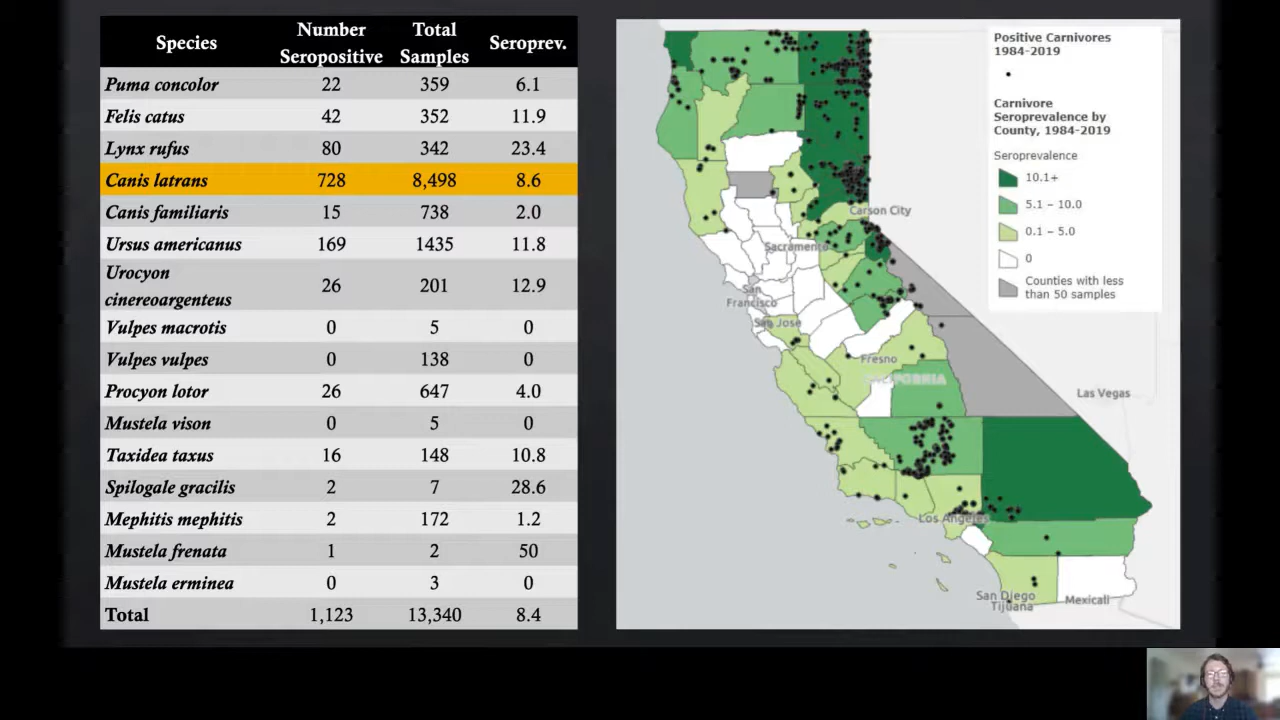 Species Number Seropositive Total Samples Seroprev.
Puma concolor 22 359 6.1
Felis catus 42 352 11.9
Lynx rufus 80 342 23.4
Canis latrans 728 8,498 8.6
Canis familiaris 15 738 2.0
Ursus americanus 169 1435 11.8
Urocyon cinereoargenteus 26 201 12.9
Vulpes macrotis 0 5 0
Vulpes vulpes 0 138 0
Procyon lotor 26 647 4.0
Mustela vison 0 5 0
Taxidea taxus 16 148 10.8
Spilogale gracilis 2 7 28.6
Mephitis mephitis 2 172 1.2
Mustela frenata 1 2 50
Mustela erminea 0 3 0
Total 1,123 13,340 8.4
Positive Carnivores
1984-2019
Carnivore
Seroprevalence by
County, 1984-2019
Seroprevalence
10.1+
5.1 – 10.0
0.1 – 5.0
0
Counties with less
than 50 samples
Carson City
Sacramento
San
Francisco
San Jose
Fresno
CALIFORNIA
Las Vegas
Los Angeles
San Diego
Tijuana
Mexicali